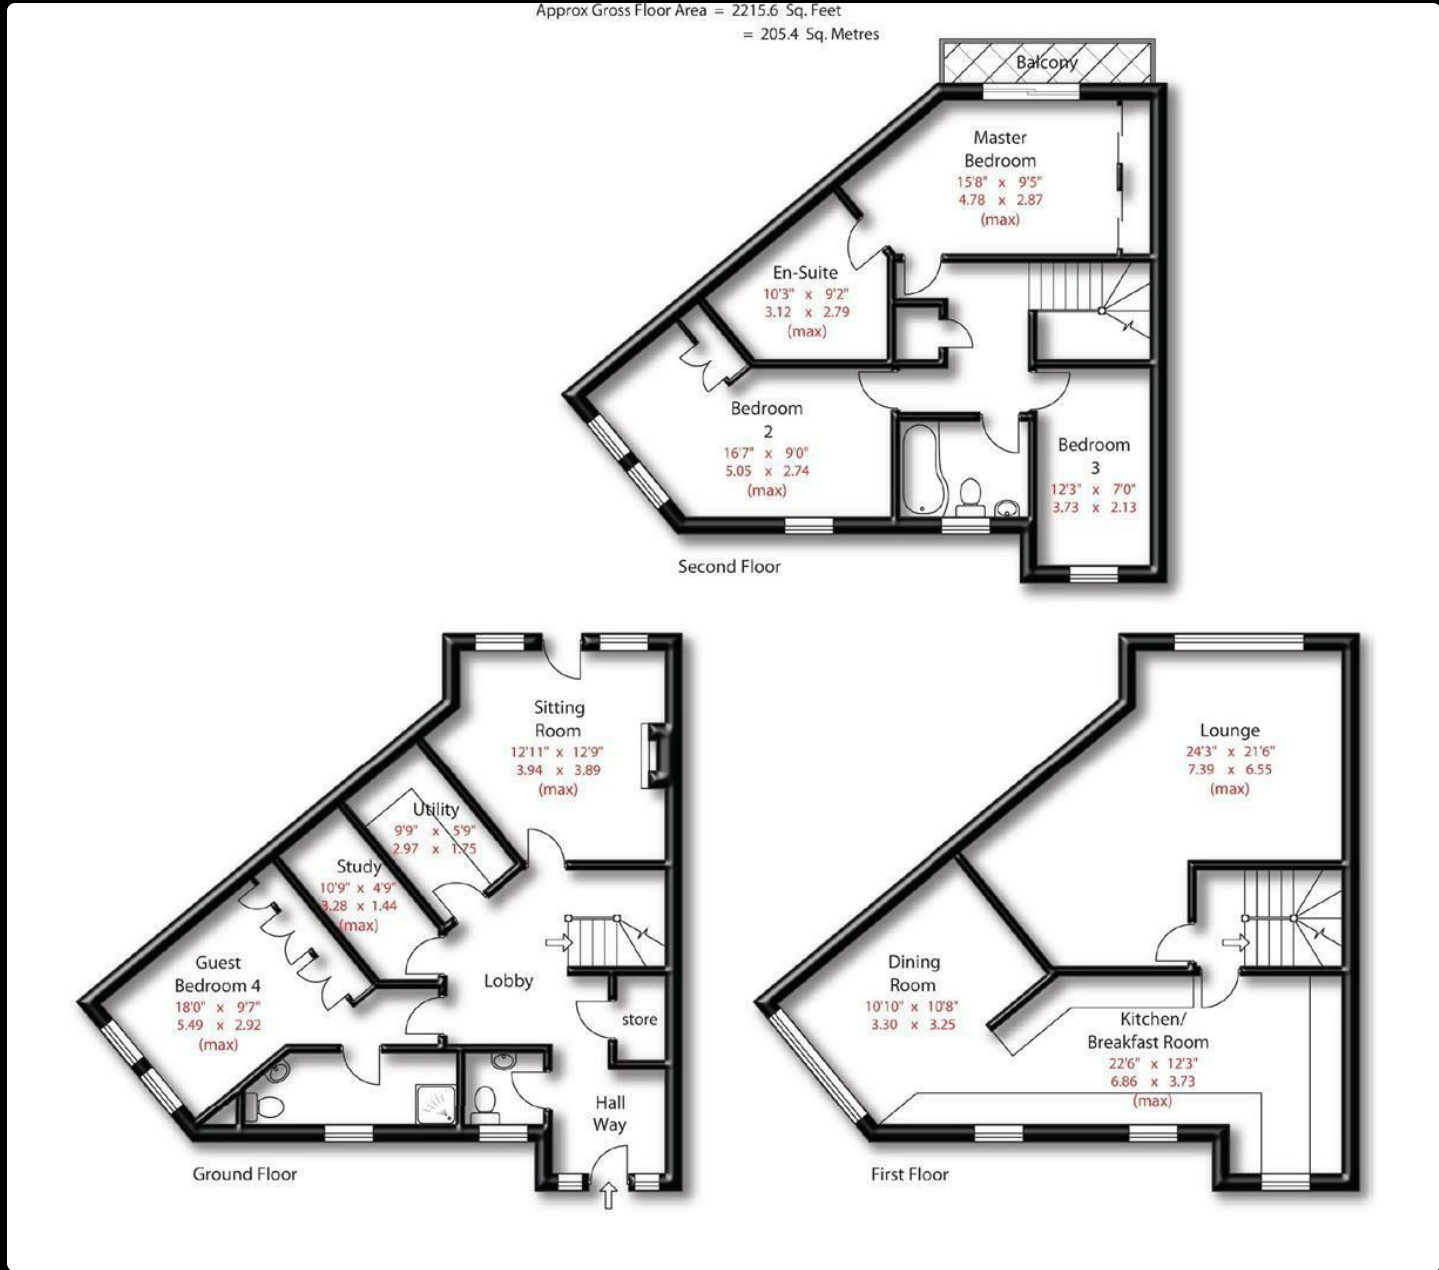 Approx Gross Floor Area = 2215.6 Sq. Feet
= 205.4 Sq. Metres
Balcony
Master
Bedroom
15'8" x 9'5"
4.78 x 2.87
(max)
En-Suite
10'3" x 9'2"
3.12 x 2.79
(max)
Bedroom
2
16'7" x 9'0"
5.05 x 2.74
(max)
Bedroom
3
12'3" x 7'0"
3.73 x 2.13
Second Floor
Sitting
Room
12'11" x 12'9"
3.94 x 3.89
(max)
Utility
9'9" x 5'9"
2.97 x 1.75
Study
10'9" x 4'9"
3.28 x 1.44
(max)
Guest
Bedroom 4
18'0" x 9'7"
5.49 x 2.92
(max)
Lobby
store
Hall
Way
Ground Floor
Lounge
24'3" x 21'6"
7.39 x 6.55
(max)
Dining
Room
10'10" x 10'8"
3.30 x 3.25
Kitchen/
Breakfast Room
22'6" x 12'3"
6.86 x 3.73
(max)
First Floor